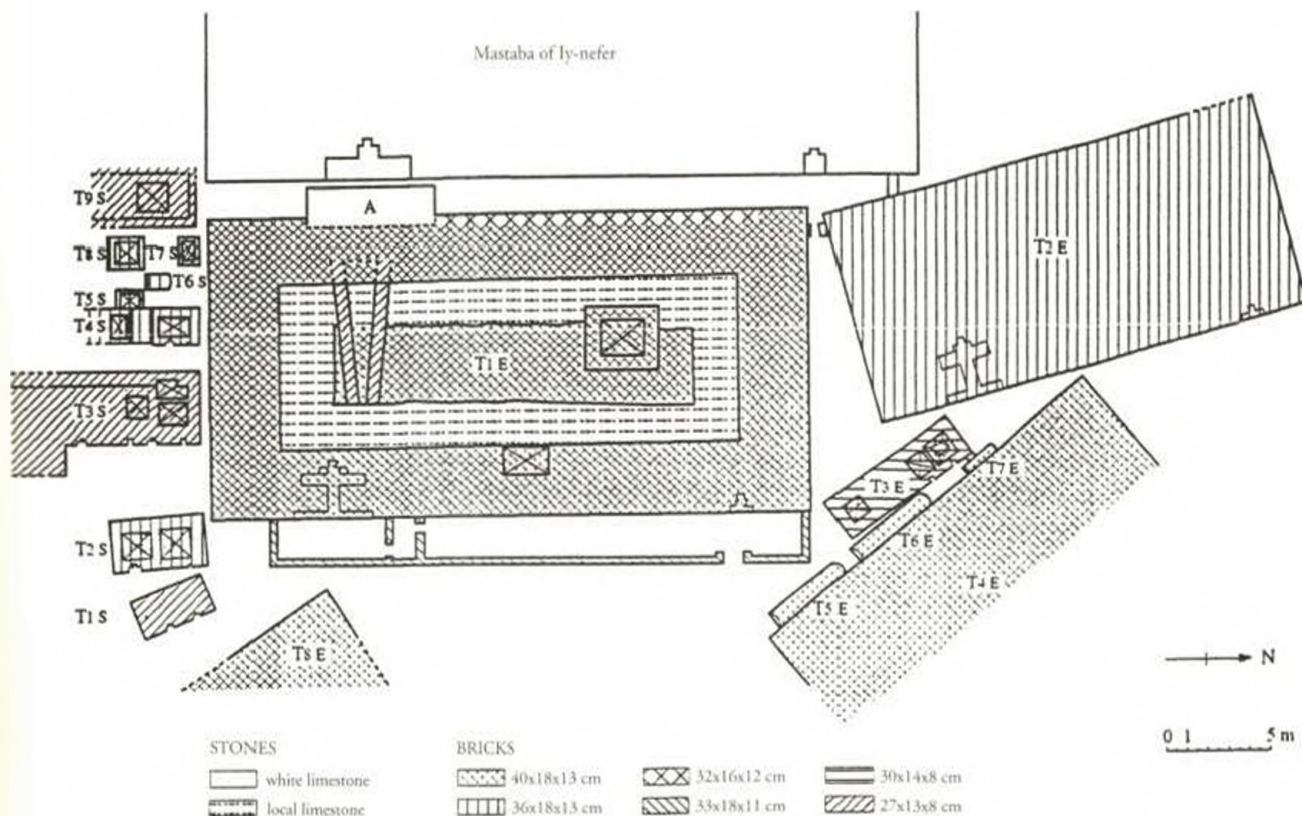 Mastaba of Iy-nefer
A
T9 S
T8 S
T7 S
T6 S
T5 S
T4 S
T3 S
T2 S
T1 S
T1 E
T2 E
T3 E
T7 E
T6 E
T5 E
T4 E
T8 E
N
0 1 5 m
STONES
white limestone
local limestone
BRICKS
40x18x13 cm
36x18x13 cm
32x16x12 cm
33x18x11 cm
30x14x8 cm
27x13x8 cm